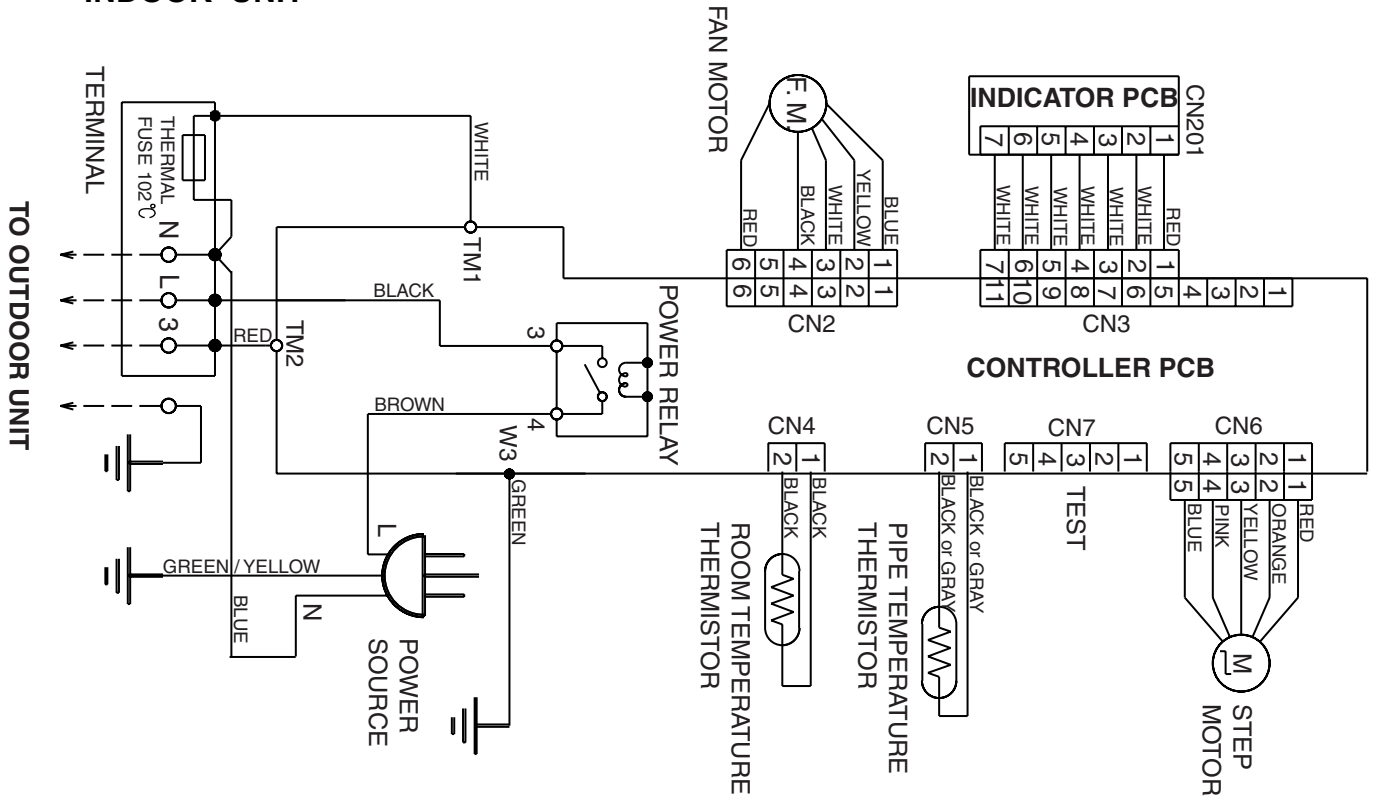 INDOOR UNIT
TERMINAL
THERMAL
FUSE 102℃
N
L
3
TO OUTDOOR UNIT
WHITE
TM1
BLACK
RED
TM2
BROWN
3
4
POWER RELAY
W3
GREEN
L
GREEN / YELLOW
BLUE
N
POWER
SOURCE
FAN MOTOR
F. M.
RED
BLACK
WHITE
YELLOW
BLUE
6 5 4 3 2 1
6 5 4 3 2 1
CN2
INDICATOR PCB
CN201
7 6 5 4 3 2 1
WHITE
WHITE
WHITE
WHITE
WHITE
WHITE
RED
7 6 5 4 3 2 1
11 10 9 8 7 6 5 4 3 2 1
CN3
CONTROLLER PCB
CN4
2 1
BLACK
BLACK
ROOM TEMPERATURE
THERMISTOR
CN5
2 1
BLACK or GRAY
BLACK or GRAY
PIPE TEMPERATURE
THERMISTOR
CN7
5 4 3 2 1
TEST
CN6
5 4 3 2 1
5 4 3 2 1
BLUE
PINK
YELLOW
ORANGE
RED
M
STEP
MOTOR